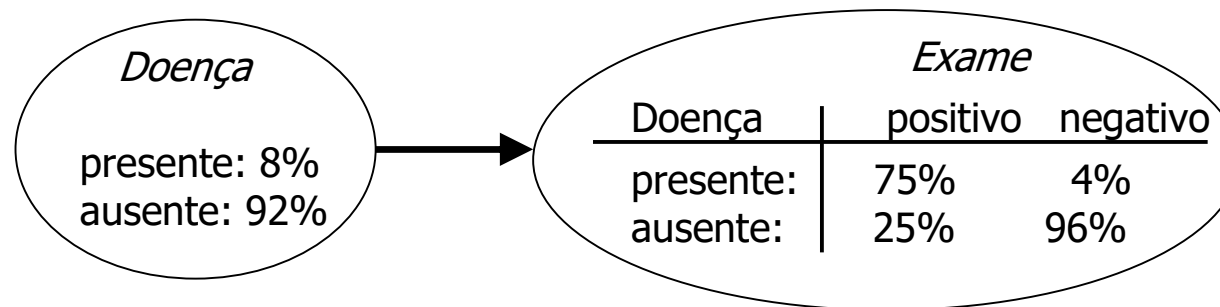 Doença
presente: 8%
ausente: 92%
Exame
Doença positivo negativo
presente: 75% 4%
ausente: 25% 96%